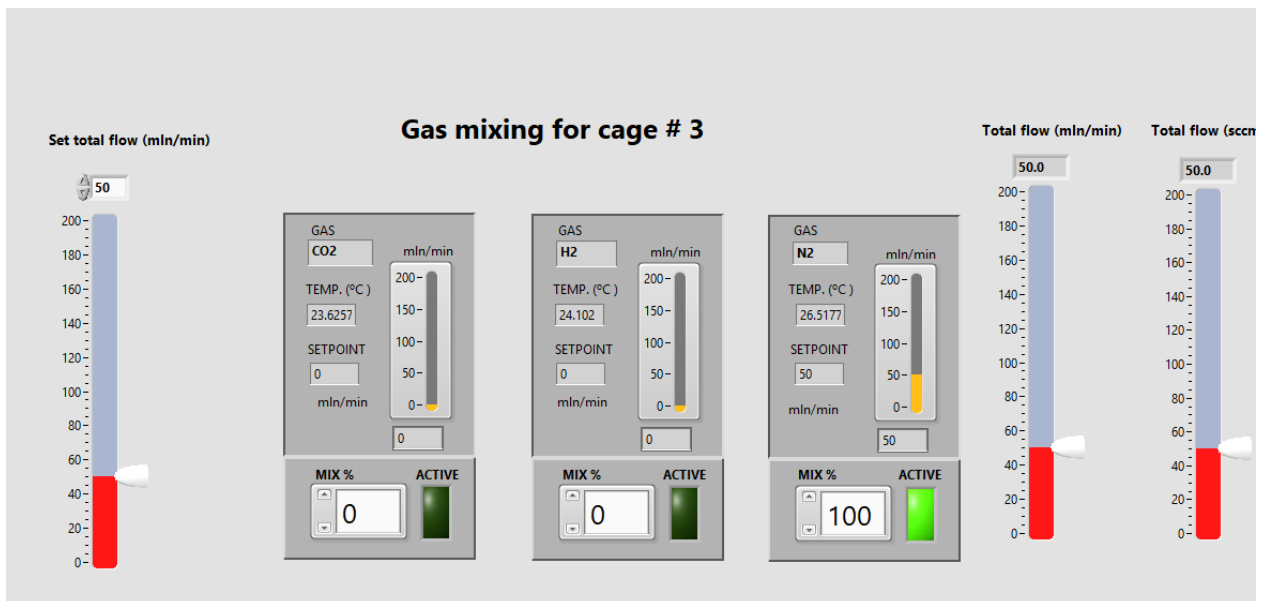 Gas mixing for cage # 3
Set total flow (mln/min)
50
200
180
160
140
120
100
80
60
40
20
0
GAS
CO2
mln/min
TEMP. (ºC )
23.6257
SETPOINT
0
mln/min
200
150
100
50
0
0
MIX %
ACTIVE
0
GAS
H2
mln/min
TEMP. (ºC )
24.102
SETPOINT
0
mln/min
200
150
100
50
0
0
MIX %
ACTIVE
0
GAS
N2
mln/min
TEMP. (ºC )
26.5177
SETPOINT
50
mln/min
200
150
100
50
0
50
MIX %
ACTIVE
100
Total flow (mln/min)
50.0
200
180
160
140
120
100
80
60
40
20
0
Total flow (sccm
50.0
200
180
160
140
120
100
80
60
40
20
0